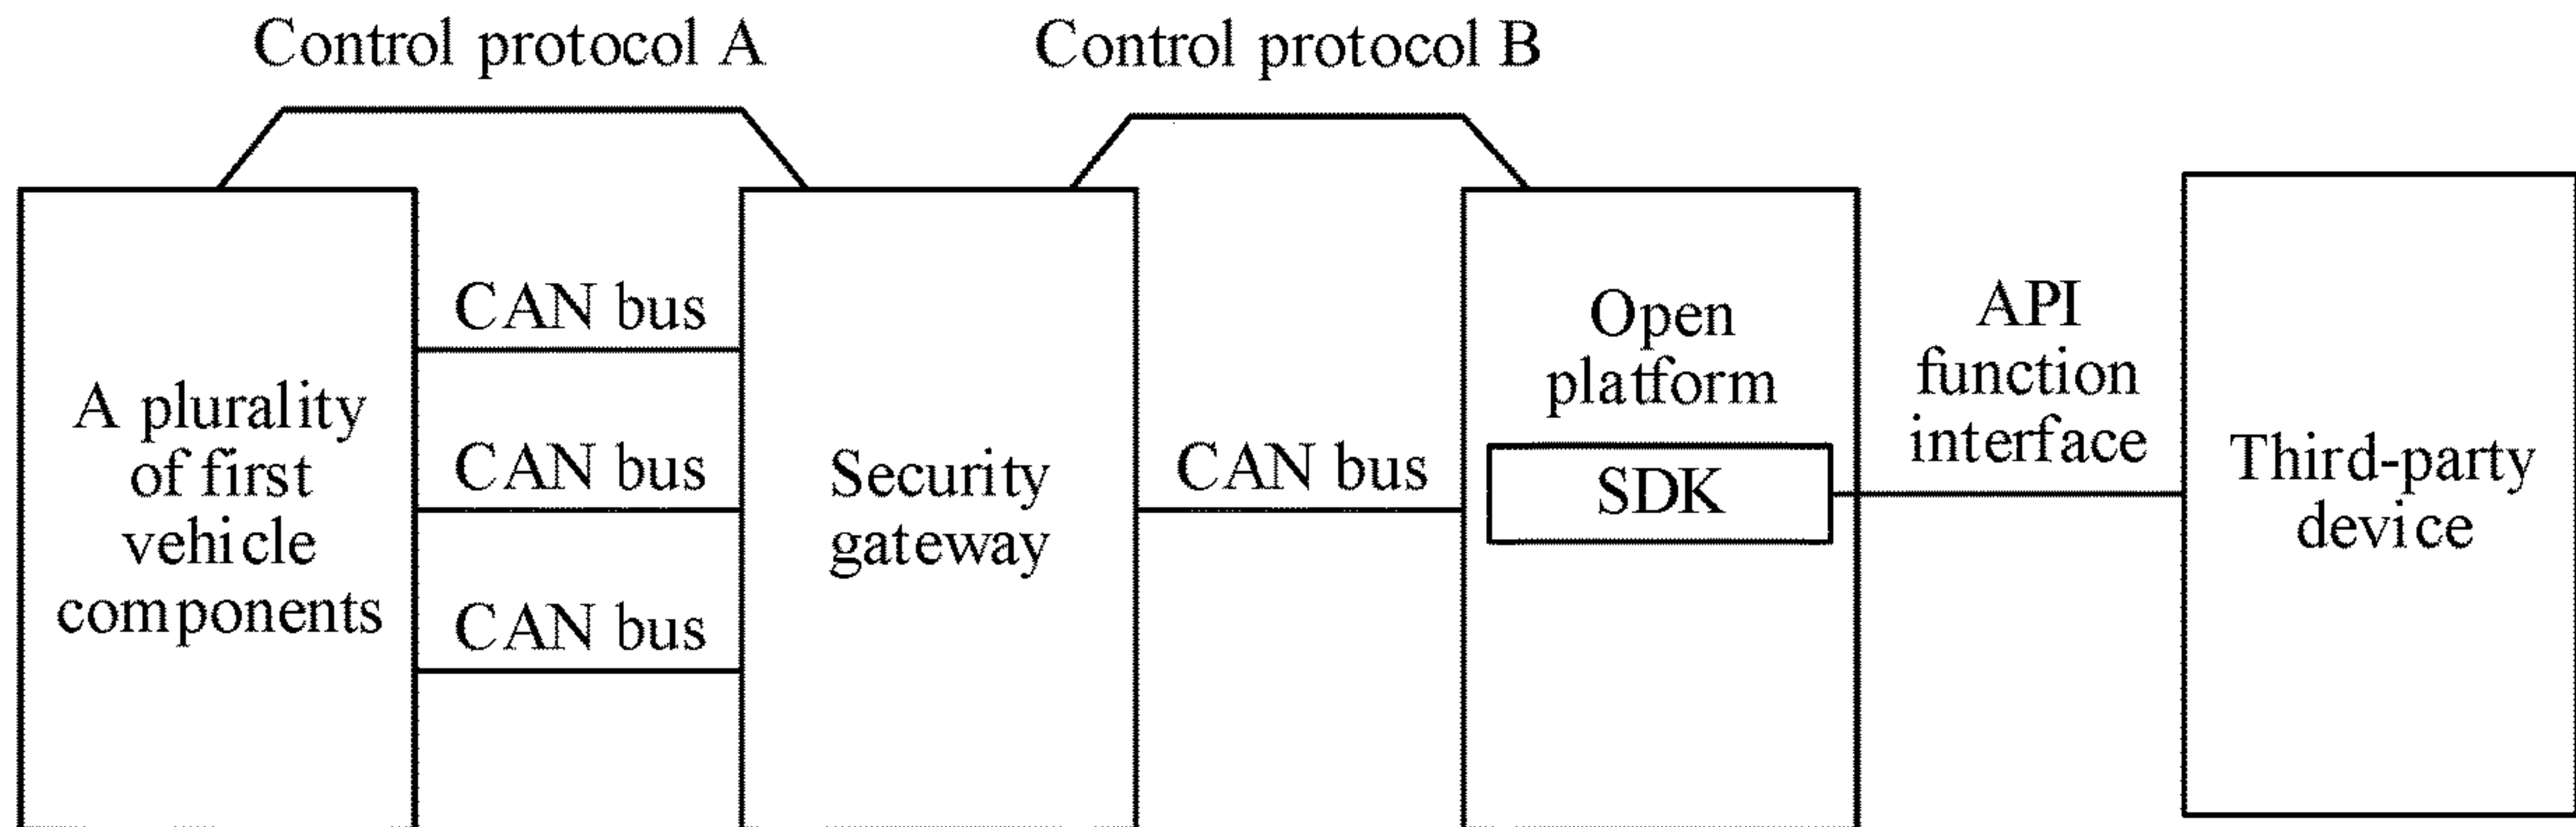 Control protocol A
Control protocol B
A plurality
of first
vehicle
components
CAN bus
CAN bus
CAN bus
Security
gateway
CAN bus
Open
platform
SDK
API
function
interface
Third-party
device